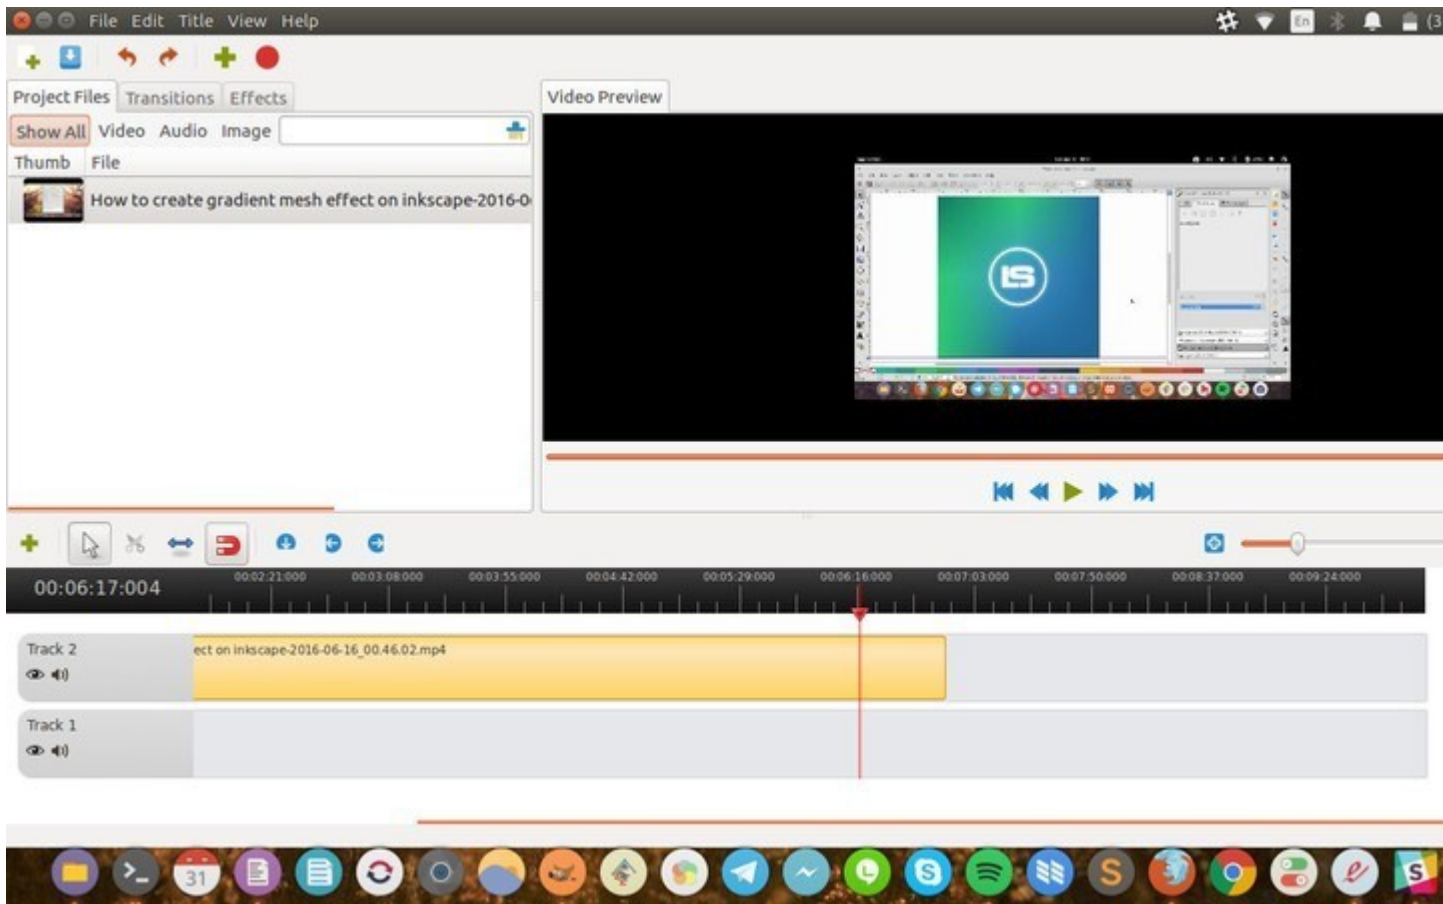 File Edit Title View Help
En
(3
Project Files Transitions Effects
Video Preview
Show All Video Audio Image
Thumb File
How to create gradient mesh effect on inkscape-2016-0
LS
00:06:17:004
00:02:21:000 00:03:08:000 00:03:55:000 00:04:42:000 00:05:29:000 00:06:16:000 00:07:03:000 00:07:50:000 00:08:37:000 00:09:24:000
Track 2
ect on inkscape-2016-06-16_00.46.02.mp4
Track 1
31
L
S
S
S